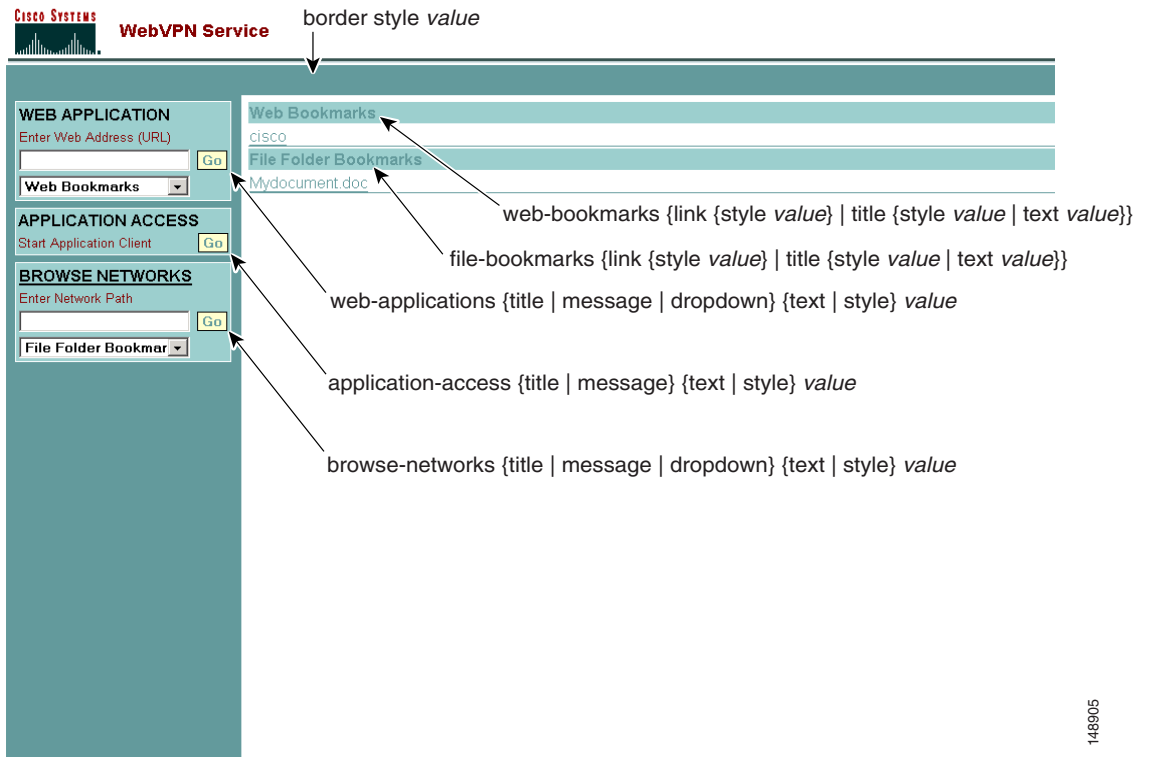 CISCO SYSTEMS
WebVPN Service
border style value
WEB APPLICATION
Enter Web Address (URL)
Go
Web Bookmarks
APPLICATION ACCESS
Start Application Client
Go
BROWSE NETWORKS
Enter Network Path
Go
File Folder Bookmar
Web Bookmarks
cisco
File Folder Bookmarks
Mydocument.doc
web-bookmarks {link {style value} | title {style value | text value}}
file-bookmarks {link {style value} | title {style value | text value}}
web-applications {title | message | dropdown} {text | style} value
application-access {title | message} {text | style} value
browse-networks {title | message | dropdown} {text | style} value
148905